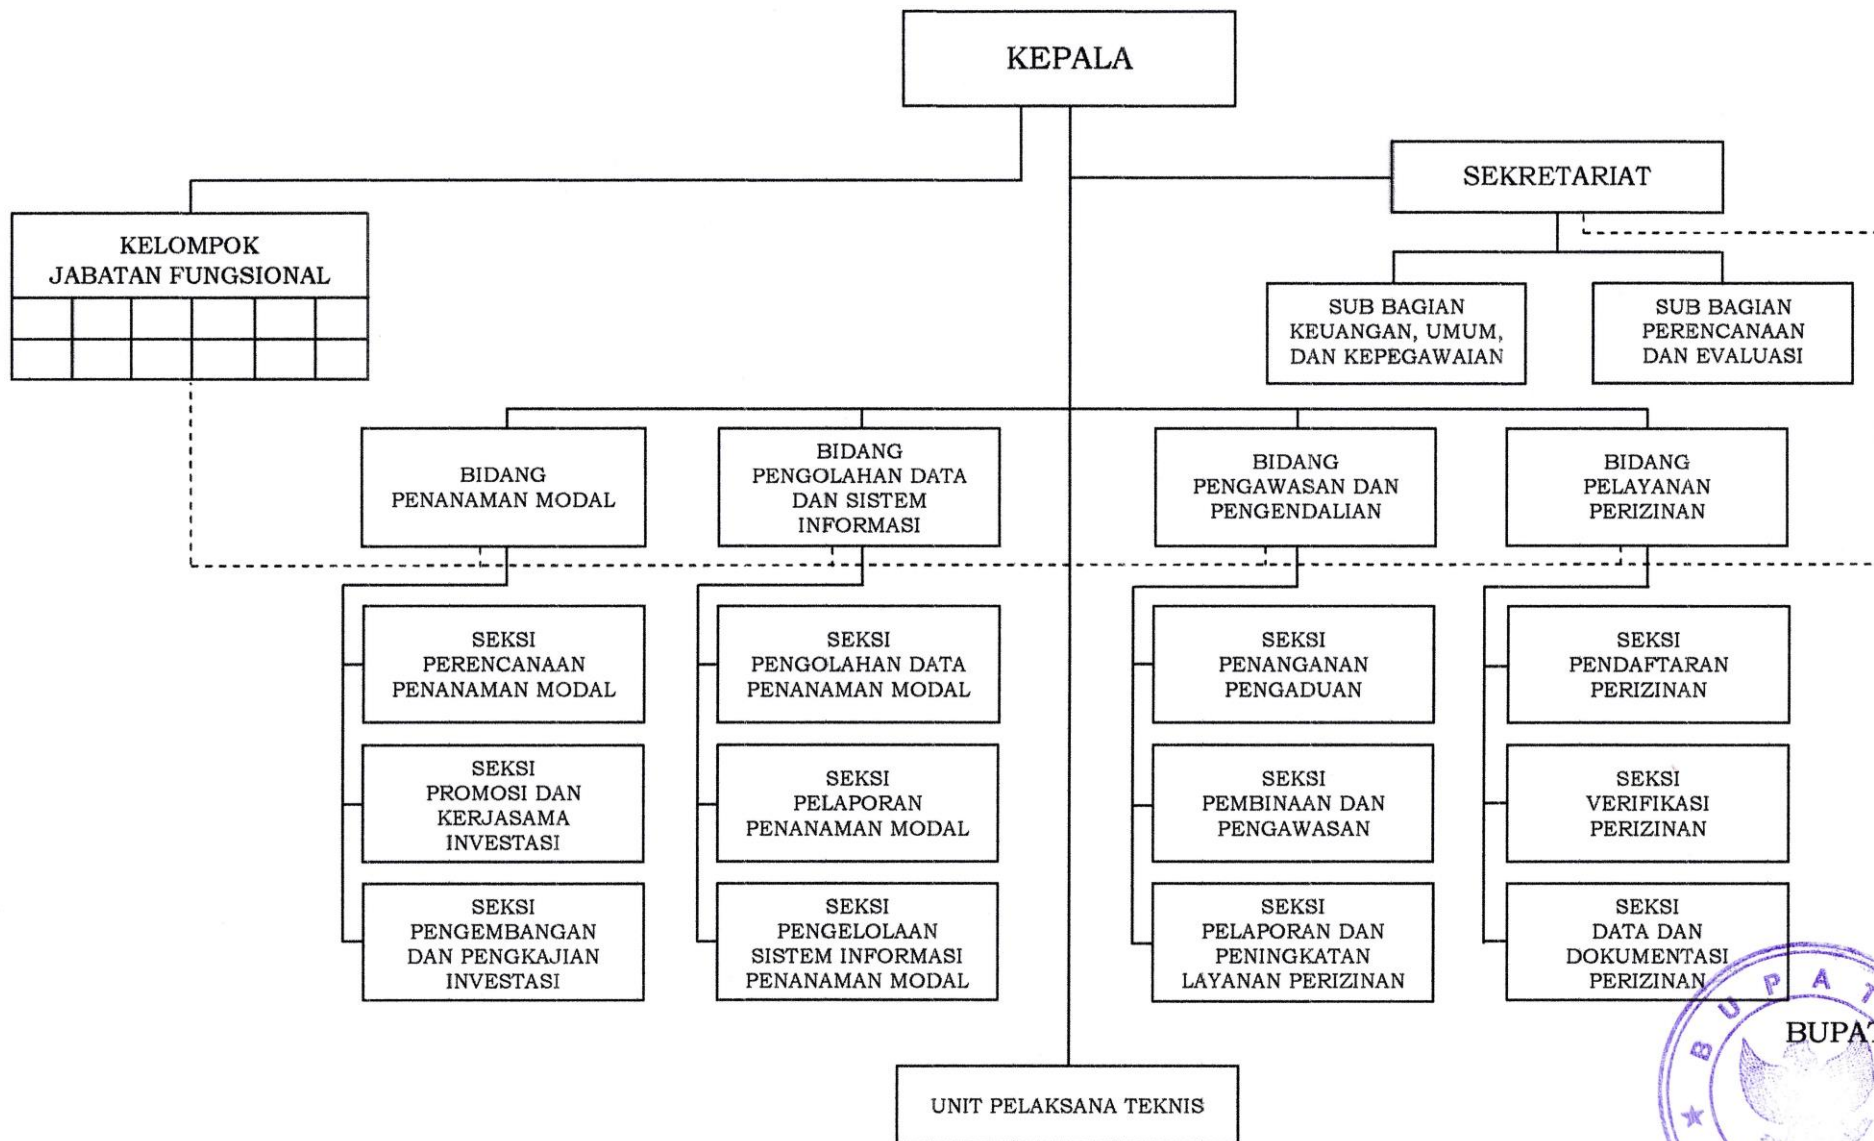 KEPALA
SEKRETARIAT
KELOMPOK
JABATAN FUNGSIONAL
SUB BAGIAN
KEUANGAN, UMUM,
DAN KEPEGAWAIAN
SUB BAGIAN
PERENCANAAN
DAN EVALUASI
BIDANG
PENANAMAN MODAL
BIDANG
PENGOLAHAN DATA
DAN SISTEM
INFORMASI
BIDANG
PENGAWASAN DAN
PENGENDALIAN
BIDANG
PELAYANAN
PERIZINAN
SEKSI
PERENCANAAN
PENANAMAN MODAL
SEKSI
PENGOLAHAN DATA
PENANAMAN MODAL
SEKSI
PENANGANAN
PENGADUAN
SEKSI
PENDAFTARAN
PERIZINAN
SEKSI
PROMOSI DAN
KERJASAMA
INVESTASI
SEKSI
PELAPORAN
PENANAMAN MODAL
SEKSI
PEMBINAAN DAN
PENGAWASAN
SEKSI
VERIFIKASI
PERIZINAN
SEKSI
PENGEMBANGAN
DAN PENGKAJIAN
INVESTASI
SEKSI
PENGELOLAAN
SISTEM INFORMASI
PENANAMAN MODAL
SEKSI
PELAPORAN DAN
PENINGKATAN
LAYANAN PERIZINAN
SEKSI
DATA DAN
DOKUMENTASI
PERIZINAN
BUPAT
BUPAT
UNIT PELAKSANA TEKNIS